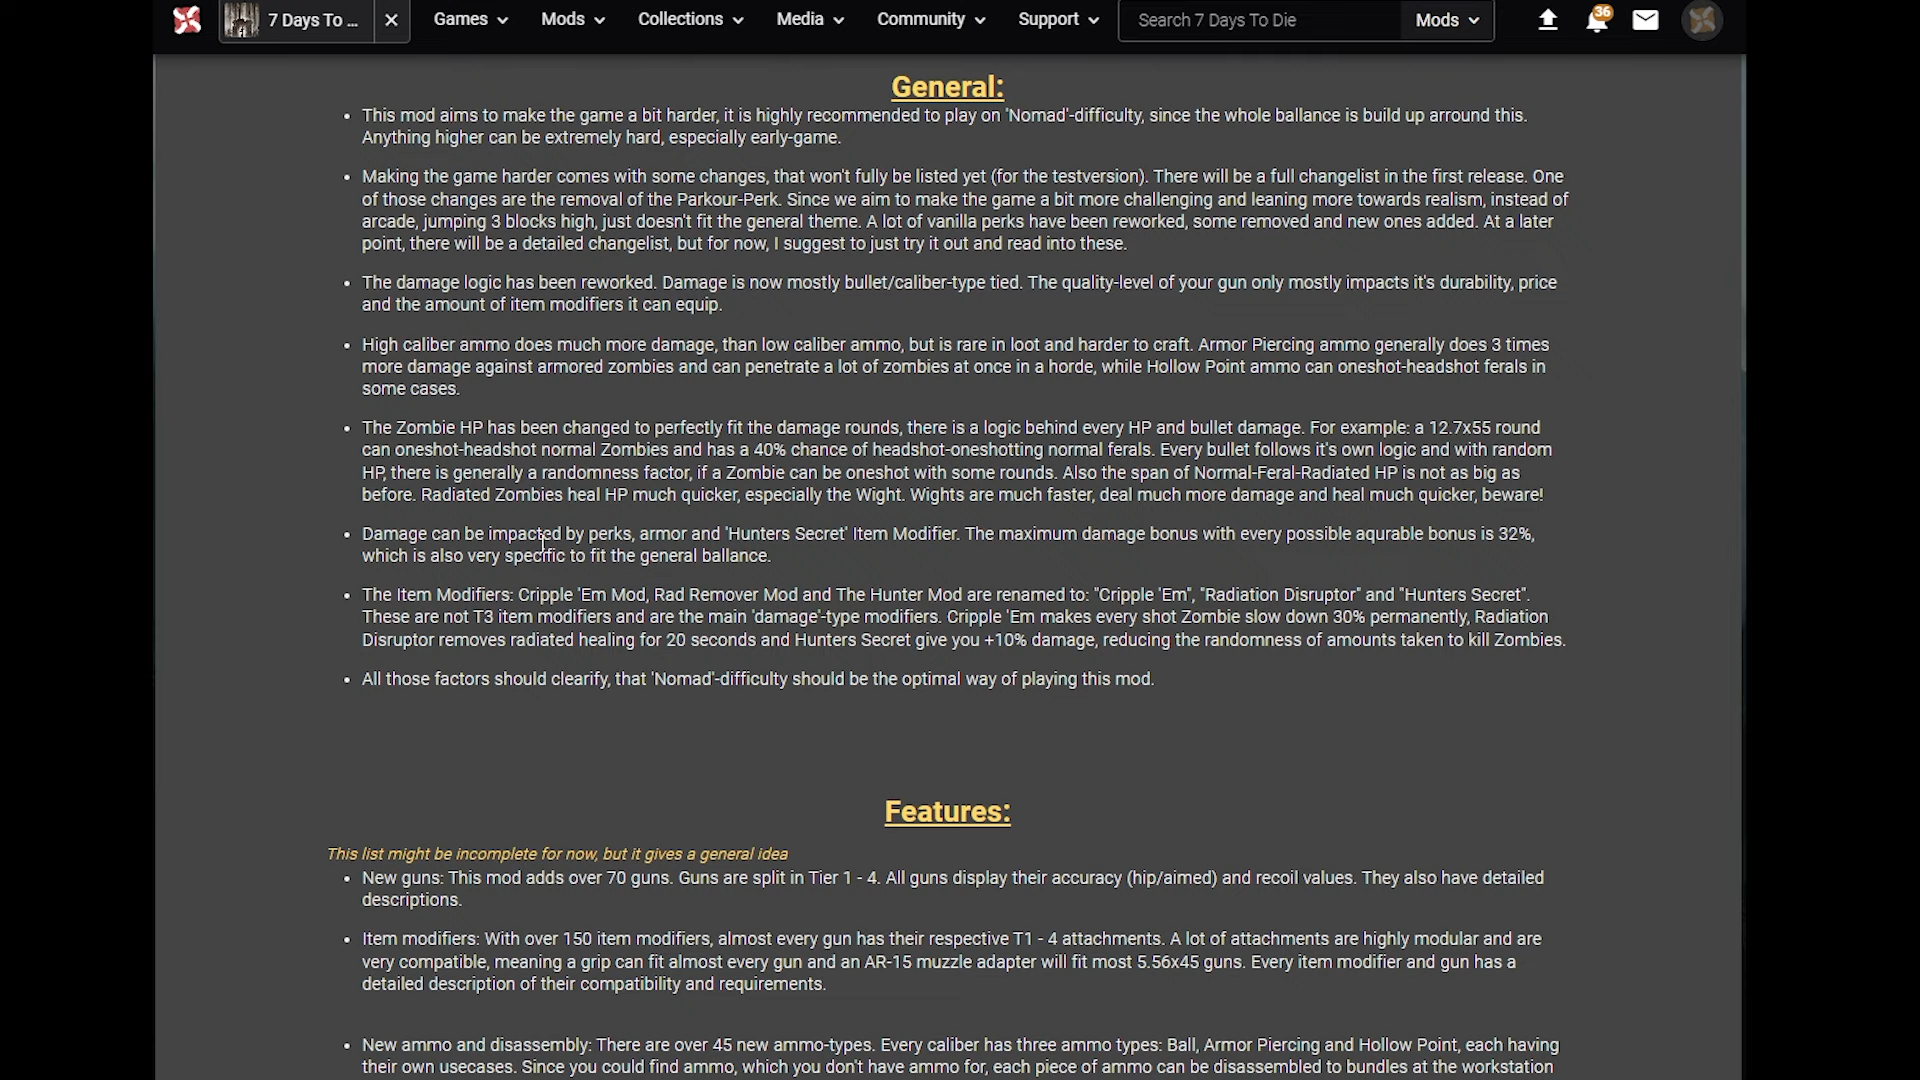 7 Days To ...
Games
Mods
Collections
Media
Community
Support
Search 7 Days To Die
Mods
36
General:
This mod aims to make the game a bit harder, it is highly recommended to play on 'Nomad'-difficulty, since the whole ballance is build up arround this.
Anything higher can be extremely hard, especially early-game.
Making the game harder comes with some changes, that won't fully be listed yet (for the testversion). There will be a full changelist in the first release. One
of those changes are the removal of the Parkour-Perk. Since we aim to make the game a bit more challenging and leaning more towards realism, instead of
arcade, jumping 3 blocks high, just doesn't fit the general theme. A lot of vanilla perks have been reworked, some removed and new ones added. At a later
point, there will be a detailed changelist, but for now, I suggest to just try it out and read into these.
The damage logic has been reworked. Damage is now mostly bullet/caliber-type tied. The quality-level of your gun only mostly impacts it's durability, price
and the amount of item modifiers it can equip.
High caliber ammo does much more damage, than low caliber ammo, but is rare in loot and harder to craft. Armor Piercing ammo generally does 3 times
more damage against armored zombies and can penetrate a lot of zombies at once in a horde, while Hollow Point ammo can oneshot-headshot ferals in
some cases.
The Zombie HP has been changed to perfectly fit the damage rounds, there is a logic behind every HP and bullet damage. For example: a 12.7x55 round
can oneshot-headshot normal Zombies and has a 40% chance of headshot-oneshotting normal ferals. Every bullet follows it's own logic and with random
HP, there is generally a randomness factor, if a Zombie can be oneshot with some rounds. Also the span of Normal-Feral-Radiated HP is not as big as
before. Radiated Zombies heal HP much quicker, especially the Wight. Wights are much faster, deal much more damage and heal much quicker, beware!
Damage can be impacted by perks, armor and 'Hunters Secret' Item Modifier. The maximum damage bonus with every possible aqurable bonus is 32%,
which is also very specific to fit the general ballance.
The Item Modifiers: Cripple 'Em Mod, Rad Remover Mod and The Hunter Mod are renamed to: "Cripple 'Em", "Radiation Disruptor" and "Hunters Secret".
These are not T3 item modifiers and are the main 'damage'-type modifiers. Cripple 'Em makes every shot Zombie slow down 30% permanently, Radiation
Disruptor removes radiated healing for 20 seconds and Hunters Secret give you +10% damage, reducing the randomness of amounts taken to kill Zombies.
All those factors should clearify, that 'Nomad'-difficulty should be the optimal way of playing this mod.
Features:
This list might be incomplete for now, but it gives a general idea
New guns: This mod adds over 70 guns. Guns are split in Tier 1 - 4. All guns display their accuracy (hip/aimed) and recoil values. They also have detailed
descriptions.
Item modifiers: With over 150 item modifiers, almost every gun has their respective T1 - 4 attachments. A lot of attachments are highly modular and are
very compatible, meaning a grip can fit almost every gun and an AR-15 muzzle adapter will fit most 5.56x45 guns. Every item modifier and gun has a
detailed description of their compatibility and requirements.
New ammo and disassembly: There are over 45 new ammo-types. Every caliber has three ammo types: Ball, Armor Piercing and Hollow Point, each having
their own usecases. Since you could find ammo, which you don't have ammo for, each piece of ammo can be disassembled to bundles at the workstation